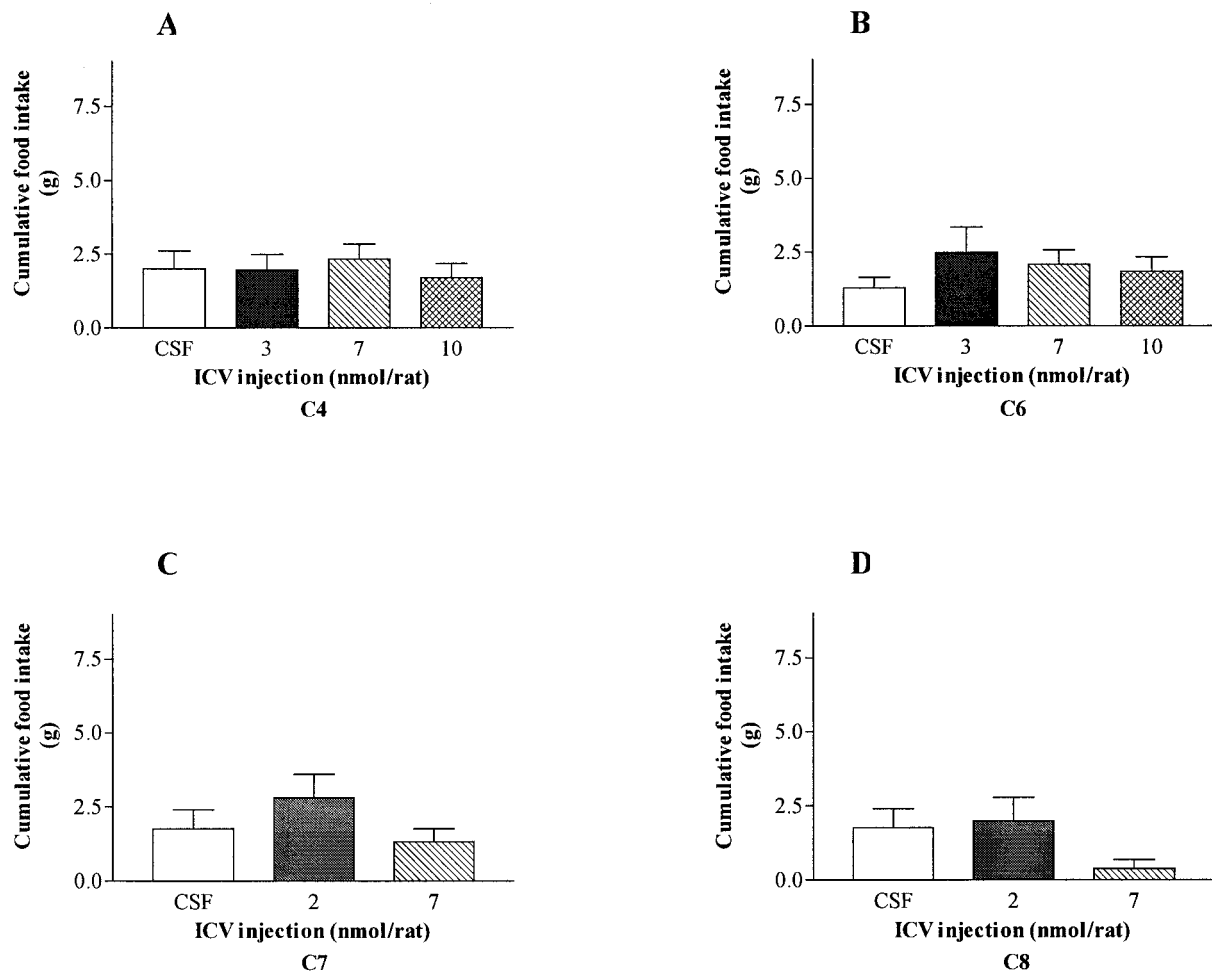 A
Cumulative food intake
(g)
7.5
5.0
2.5
0.0
CSF 3 7 10
ICV injection (nmol/rat)
C4
B
Cumulative food intake
(g)
7.5
5.0
2.5
0.0
CSF 3 7 10
ICV injection (nmol/rat)
C6
C
Cumulative food intake
(g)
7.5
5.0
2.5
0.0
CSF 2 7
ICV injection (nmol/rat)
C7
D
Cumulative food intake
(g)
7.5
5.0
2.5
0.0
CSF 2 7
ICV injection (nmol/rat)
C8